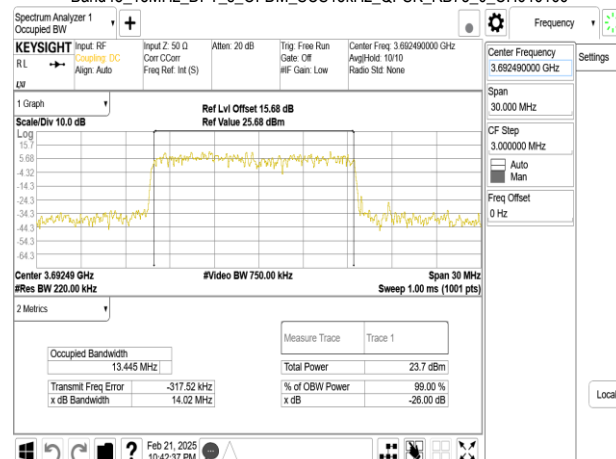 Spectrum Analyzer 1
Occupied BW
Frequency
KEYSIGHT
RL
Input: RF
Coupling: DC
Align: Auto
Input Z: 50 Ω
Corr CCorr
Freq Ref: Int (S)
Atten: 20 dB
Trig: Free Run
Gate: Off
#IF Gain: Low
Center Freq: 3.692490000 GHz
Avg|Hold: 10/10
Radio Std: None
LXI
1 Graph
Scale/Div 10.0 dB
Ref Lvl Offset 15.68 dB
Ref Value 25.68 dBm
Log
15.7
5.68
-4.32
-14.3
-24.3
-34.3
-44.3
-54.3
-64.3
Center 3.69249 GHz
#Res BW 220.00 kHz
#Video BW 750.00 kHz
Span 30 MHz
Sweep 1.00 ms (1001 pts)
2 Metrics
Measure Trace Trace 1
Occupied Bandwidth
13.445 MHz
Total Power 23.7 dBm
Transmit Freq Error -317.52 kHz
% of OBW Power 99.00 %
x dB Bandwidth 14.02 MHz
x dB -26.00 dB
Feb 21, 2025
10:42:37 PM
Center Frequency
3.692490000 GHz
Settings
Span
30.000 MHz
CF Step
3.000000 MHz
Auto
Man
Freq Offset
0 Hz
Local